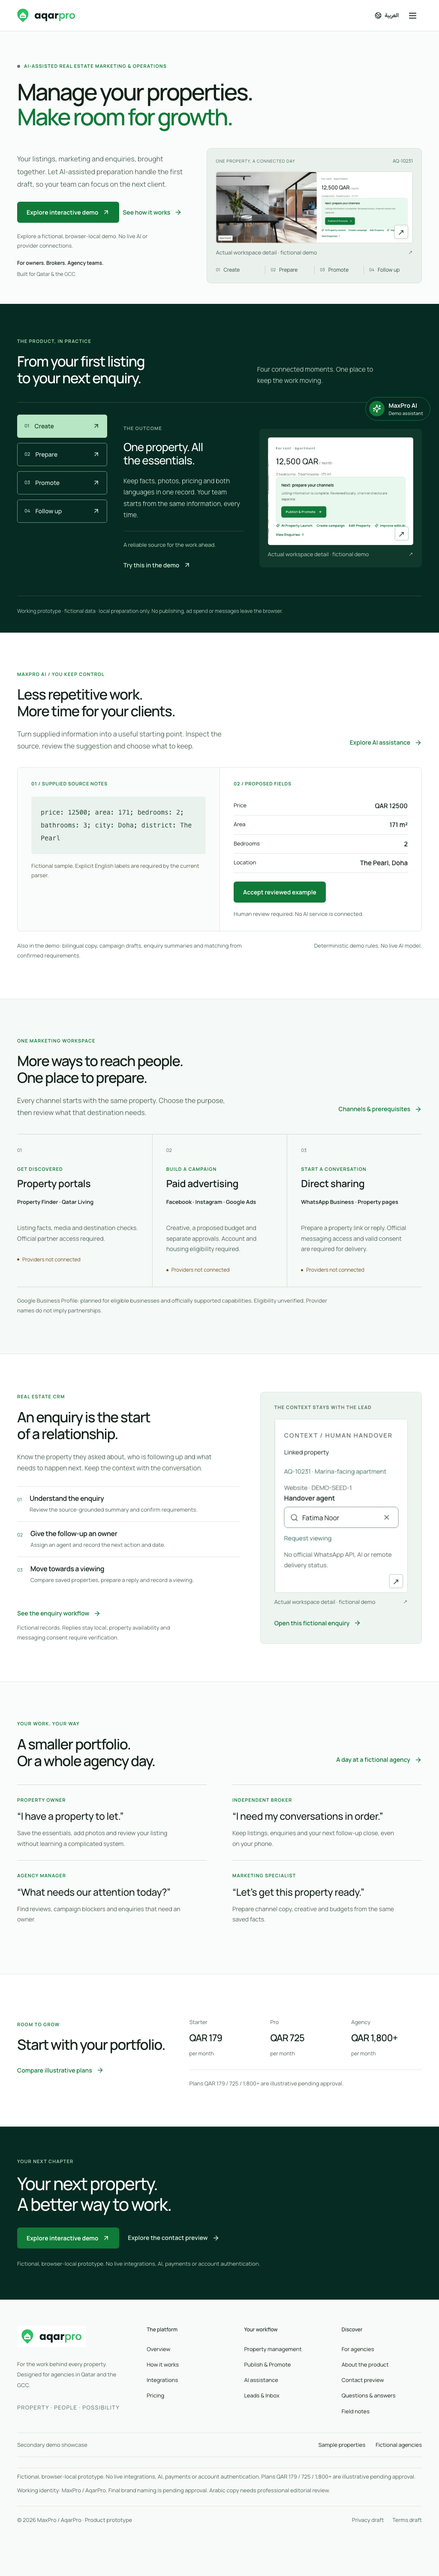 aqarpro
العربية
AI-ASSISTED REAL ESTATE MARKETING & OPERATIONS
Manage your properties.
Make room for growth.
Your listings, marketing and enquiries, brought
together. Let AI-assisted preparation handle the first
draft, so your team can focus on the next client.
Explore interactive demo
See how it works
Explore a fictional, browser-local demo. No live AI or
provider connections.
For owners. Brokers. Agency teams.
Built for Qatar & the GCC
ONE PROPERTY, A CONNECTED DAY
AQ-10231
12,500 QAR
Actual workspace detail · fictional demo
01 Create
02 Prepare
03 Promote
04 Follow up
THE PRODUCT, IN PRACTICE
From your first listing
to your next enquiry.
Four connected moments. One place to
keep the work moving.
MaxPro AI
Demo assistant
01 Create
02 Prepare
03 Promote
04 Follow up
THE OUTCOME
One property. All
the essentials.
Keep facts, photos, pricing and both
languages in one record. Your team
starts from the same information, every
time.
A reliable source for the work ahead.
Try this in the demo
12,500 QAR
Next: prepare your channels
Publish & Promote
AI Property Launch
Create campaign
Edit Property
View Enquiries
Actual workspace detail · fictional demo
Working prototype · fictional data · local preparation only. No publishing, ad spend or messages leave the browser.
MAXPRO AI / YOU KEEP CONTROL
Less repetitive work.
More time for your clients.
Turn supplied information into a useful starting point. Inspect the
source, review the suggestion and choose what to keep.
Explore AI assistance
01 / SUPPLIED SOURCE NOTES
price: 12500; area: 171; bedrooms: 2;
bathrooms: 3; city: Doha; district: The
Pearl
Fictional sample. Explicit English labels are required by the current
parser.
02 / PROPOSED FIELDS
Price QAR 12500
Area 171 m²
Bedrooms 2
Location The Pearl, Doha
Accept reviewed example
Human review required. No AI service is connected.
Also in the demo: bilingual copy, campaign drafts, enquiry summaries and matching from
confirmed requirements.
Deterministic demo rules. No live AI model.
ONE MARKETING WORKSPACE
More ways to reach people.
One place to prepare.
Every channel starts with the same property. Choose the purpose,
then review what that destination needs.
Channels & prerequisites
01
GET DISCOVERED
Property portals
Property Finder · Qatar Living
Listing facts, media and destination checks.
Official partner access required.
Providers not connected
02
BUILD A CAMPAIGN
Paid advertising
Facebook · Instagram · Google Ads
Creative, a proposed budget and
separate approvals. Account and
housing eligibility required.
Providers not connected
03
START A CONVERSATION
Direct sharing
WhatsApp Business · Property pages
Prepare a property link or reply. Official
messaging access and valid consent
are required for delivery.
Providers not connected
Google Business Profile: planned for eligible businesses and officially supported capabilities. Eligibility unverified. Provider
names do not imply partnerships.
REAL ESTATE CRM
An enquiry is the start
of a relationship.
Know the property they asked about, who is following up and what
needs to happen next. Keep the context with the conversation.
01 Understand the enquiry
Review the source-grounded summary and confirm requirements.
02 Give the follow-up an owner
Assign an agent and record the next action and date.
03 Move towards a viewing
Compare saved properties, prepare a reply and record a viewing.
See the enquiry workflow
Fictional records. Replies stay local; property availability and
messaging consent require verification.
THE CONTEXT STAYS WITH THE LEAD
CONTEXT / HUMAN HANDOVER
Linked property
AQ-10231 · Marina-facing apartment
Website · DEMO-SEED-1
Handover agent
Fatima Noor
Request viewing
No official WhatsApp API, AI or remote
delivery status.
Actual workspace detail · fictional demo
Open this fictional enquiry
YOUR WORK, YOUR WAY
A smaller portfolio.
Or a whole agency day.
A day at a fictional agency
PROPERTY OWNER
“I have a property to let.”
Save the essentials, add photos and review your listing
without learning a complicated system.
INDEPENDENT BROKER
“I need my conversations in order.”
Keep listings, enquiries and your next follow-up close, even
on your phone.
AGENCY MANAGER
“What needs our attention today?”
Find reviews, campaign blockers and enquiries that need an
owner.
MARKETING SPECIALIST
“Let’s get this property ready.”
Prepare channel copy, creative and budgets from the same
saved facts.
ROOM TO GROW
Start with your portfolio.
Compare illustrative plans
Starter
QAR 179
per month
Pro
QAR 725
per month
Agency
QAR 1,800+
per month
Plans QAR 179 / 725 / 1,800+ are illustrative pending approval.
YOUR NEXT CHAPTER
Your next property.
A better way to work.
Explore interactive demo
Explore the contact preview
Fictional, browser-local prototype. No live integrations, AI, payments or account authentication.
aqarpro
For the work behind every property.
Designed for agencies in Qatar and the
GCC.
PROPERTY · PEOPLE · POSSIBILITY
The platform
Overview
How it works
Integrations
Pricing
Your workflow
Property management
Publish & Promote
AI assistance
Leads & Inbox
Discover
For agencies
About the product
Contact preview
Questions & answers
Field notes
Secondary demo showcase
Sample properties
Fictional agencies
Fictional, browser-local prototype. No live integrations, AI, payments or account authentication. Plans QAR 179 / 725 / 1,800+ are illustrative pending approval.
Working identity: MaxPro / AqarPro. Final brand naming is pending approval. Arabic copy needs professional editorial review.
© 2026 MaxPro / AqarPro · Product prototype
Privacy draft
Terms draft